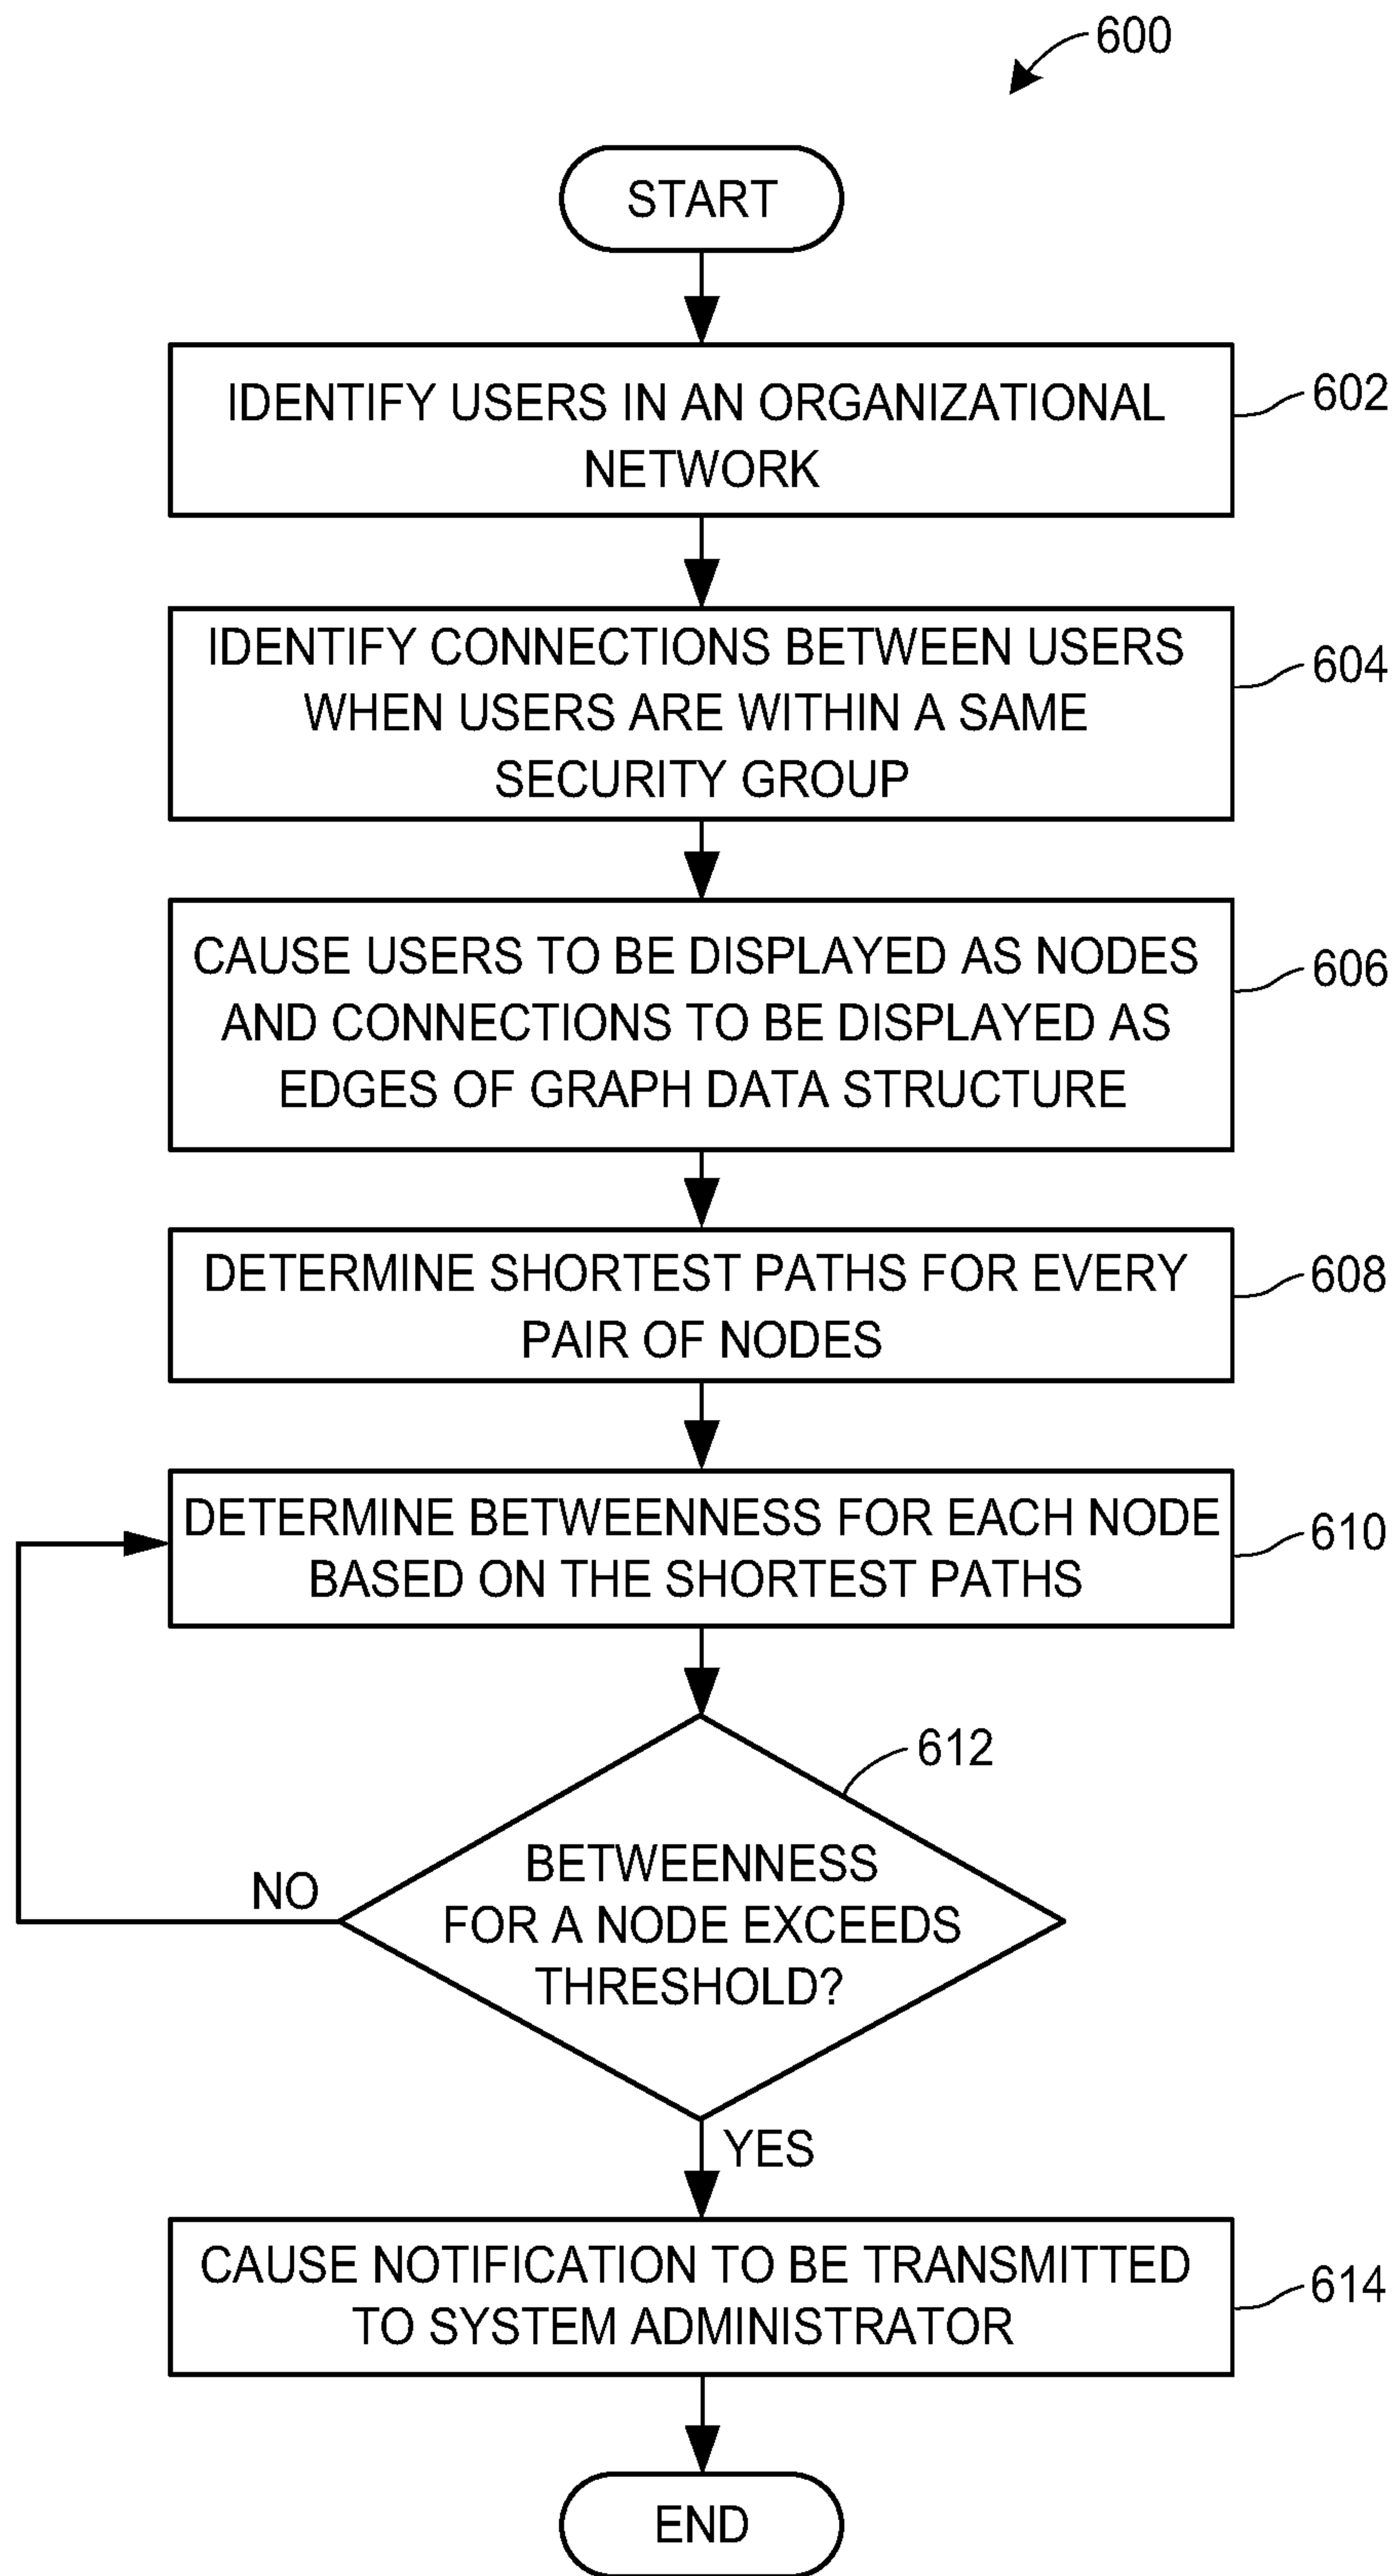 600
START
IDENTIFY USERS IN AN ORGANIZATIONAL
NETWORK
602
IDENTIFY CONNECTIONS BETWEEN USERS
WHEN USERS ARE WITHIN A SAME
SECURITY GROUP
604
CAUSE USERS TO BE DISPLAYED AS NODES
AND CONNECTIONS TO BE DISPLAYED AS
EDGES OF GRAPH DATA STRUCTURE
606
DETERMINE SHORTEST PATHS FOR EVERY
PAIR OF NODES
608
DETERMINE BETWEENNESS FOR EACH NODE
BASED ON THE SHORTEST PATHS
610
612
BETWEENNESS
FOR A NODE EXCEEDS
THRESHOLD?
NO
YES
CAUSE NOTIFICATION TO BE TRANSMITTED
TO SYSTEM ADMINISTRATOR
614
END